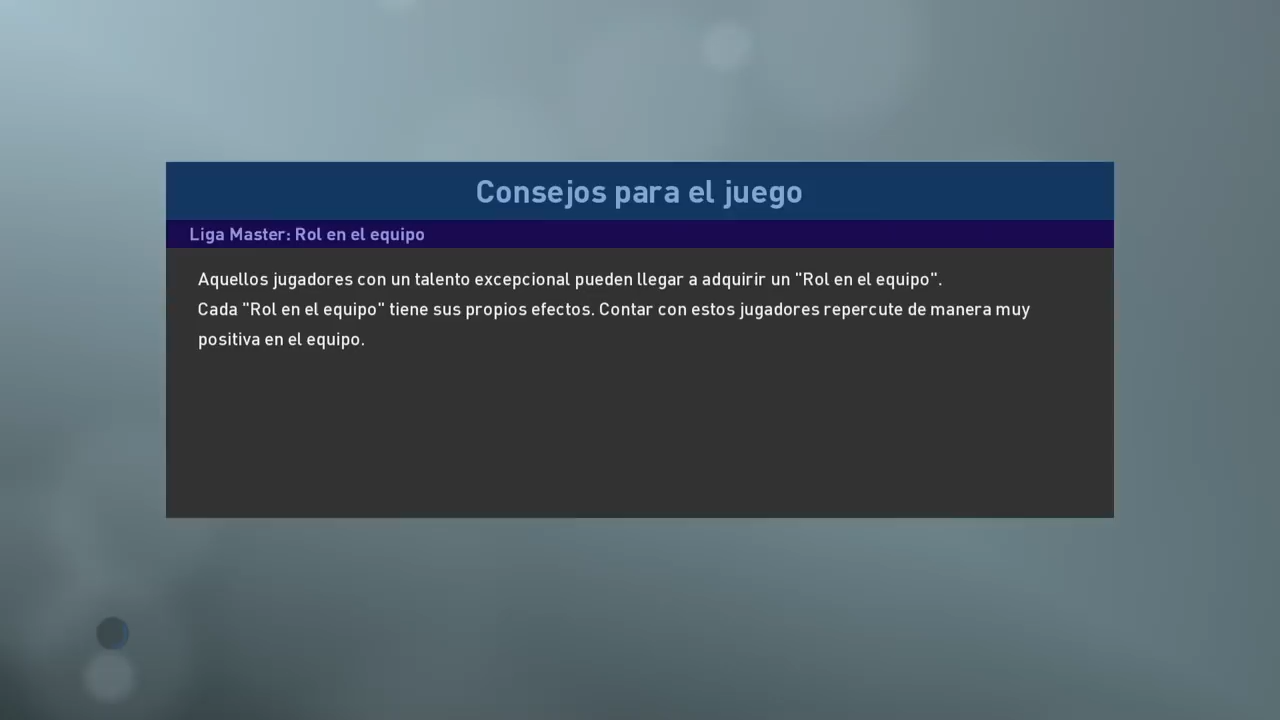 Consejos para el juego
Liga Master: Rol en el equipo
Aquellos jugadores con un talento excepcional pueden llegar a adquirir un "Rol en el equipo".
Cada "Rol en el equipo" tiene sus propios efectos. Contar con estos jugadores repercute de manera muy
positiva en el equipo.